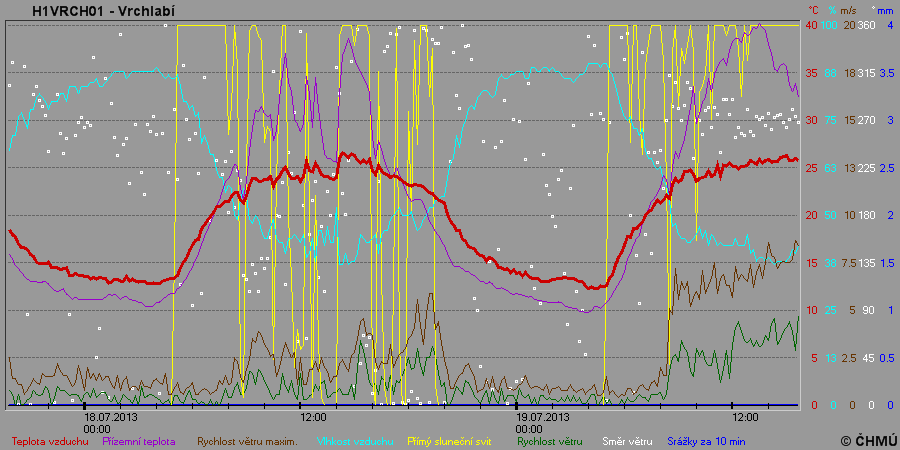 H1VRCH01 - Vrchlabí
°C % m/s ° mm
40 100 20 360 4
35 88 18 315 3.5
30 75 15 270 3
25 63 13 225 2.5
20 50 10 180 2
15 38 7.5 135 1.5
10 25 5 90 1
5 13 2.5 45 0.5
0 0 0 0 0
18.07.2013 12:00 19.07.2013 12:00
00:00 00:00
Teplota vzduchu Přízemní teplota Rychlost větru maxim. Vlhkost vzduchu Přímý sluneční svit Rychlost větru Směr větru Srážky za 10 min © ČHMÚ